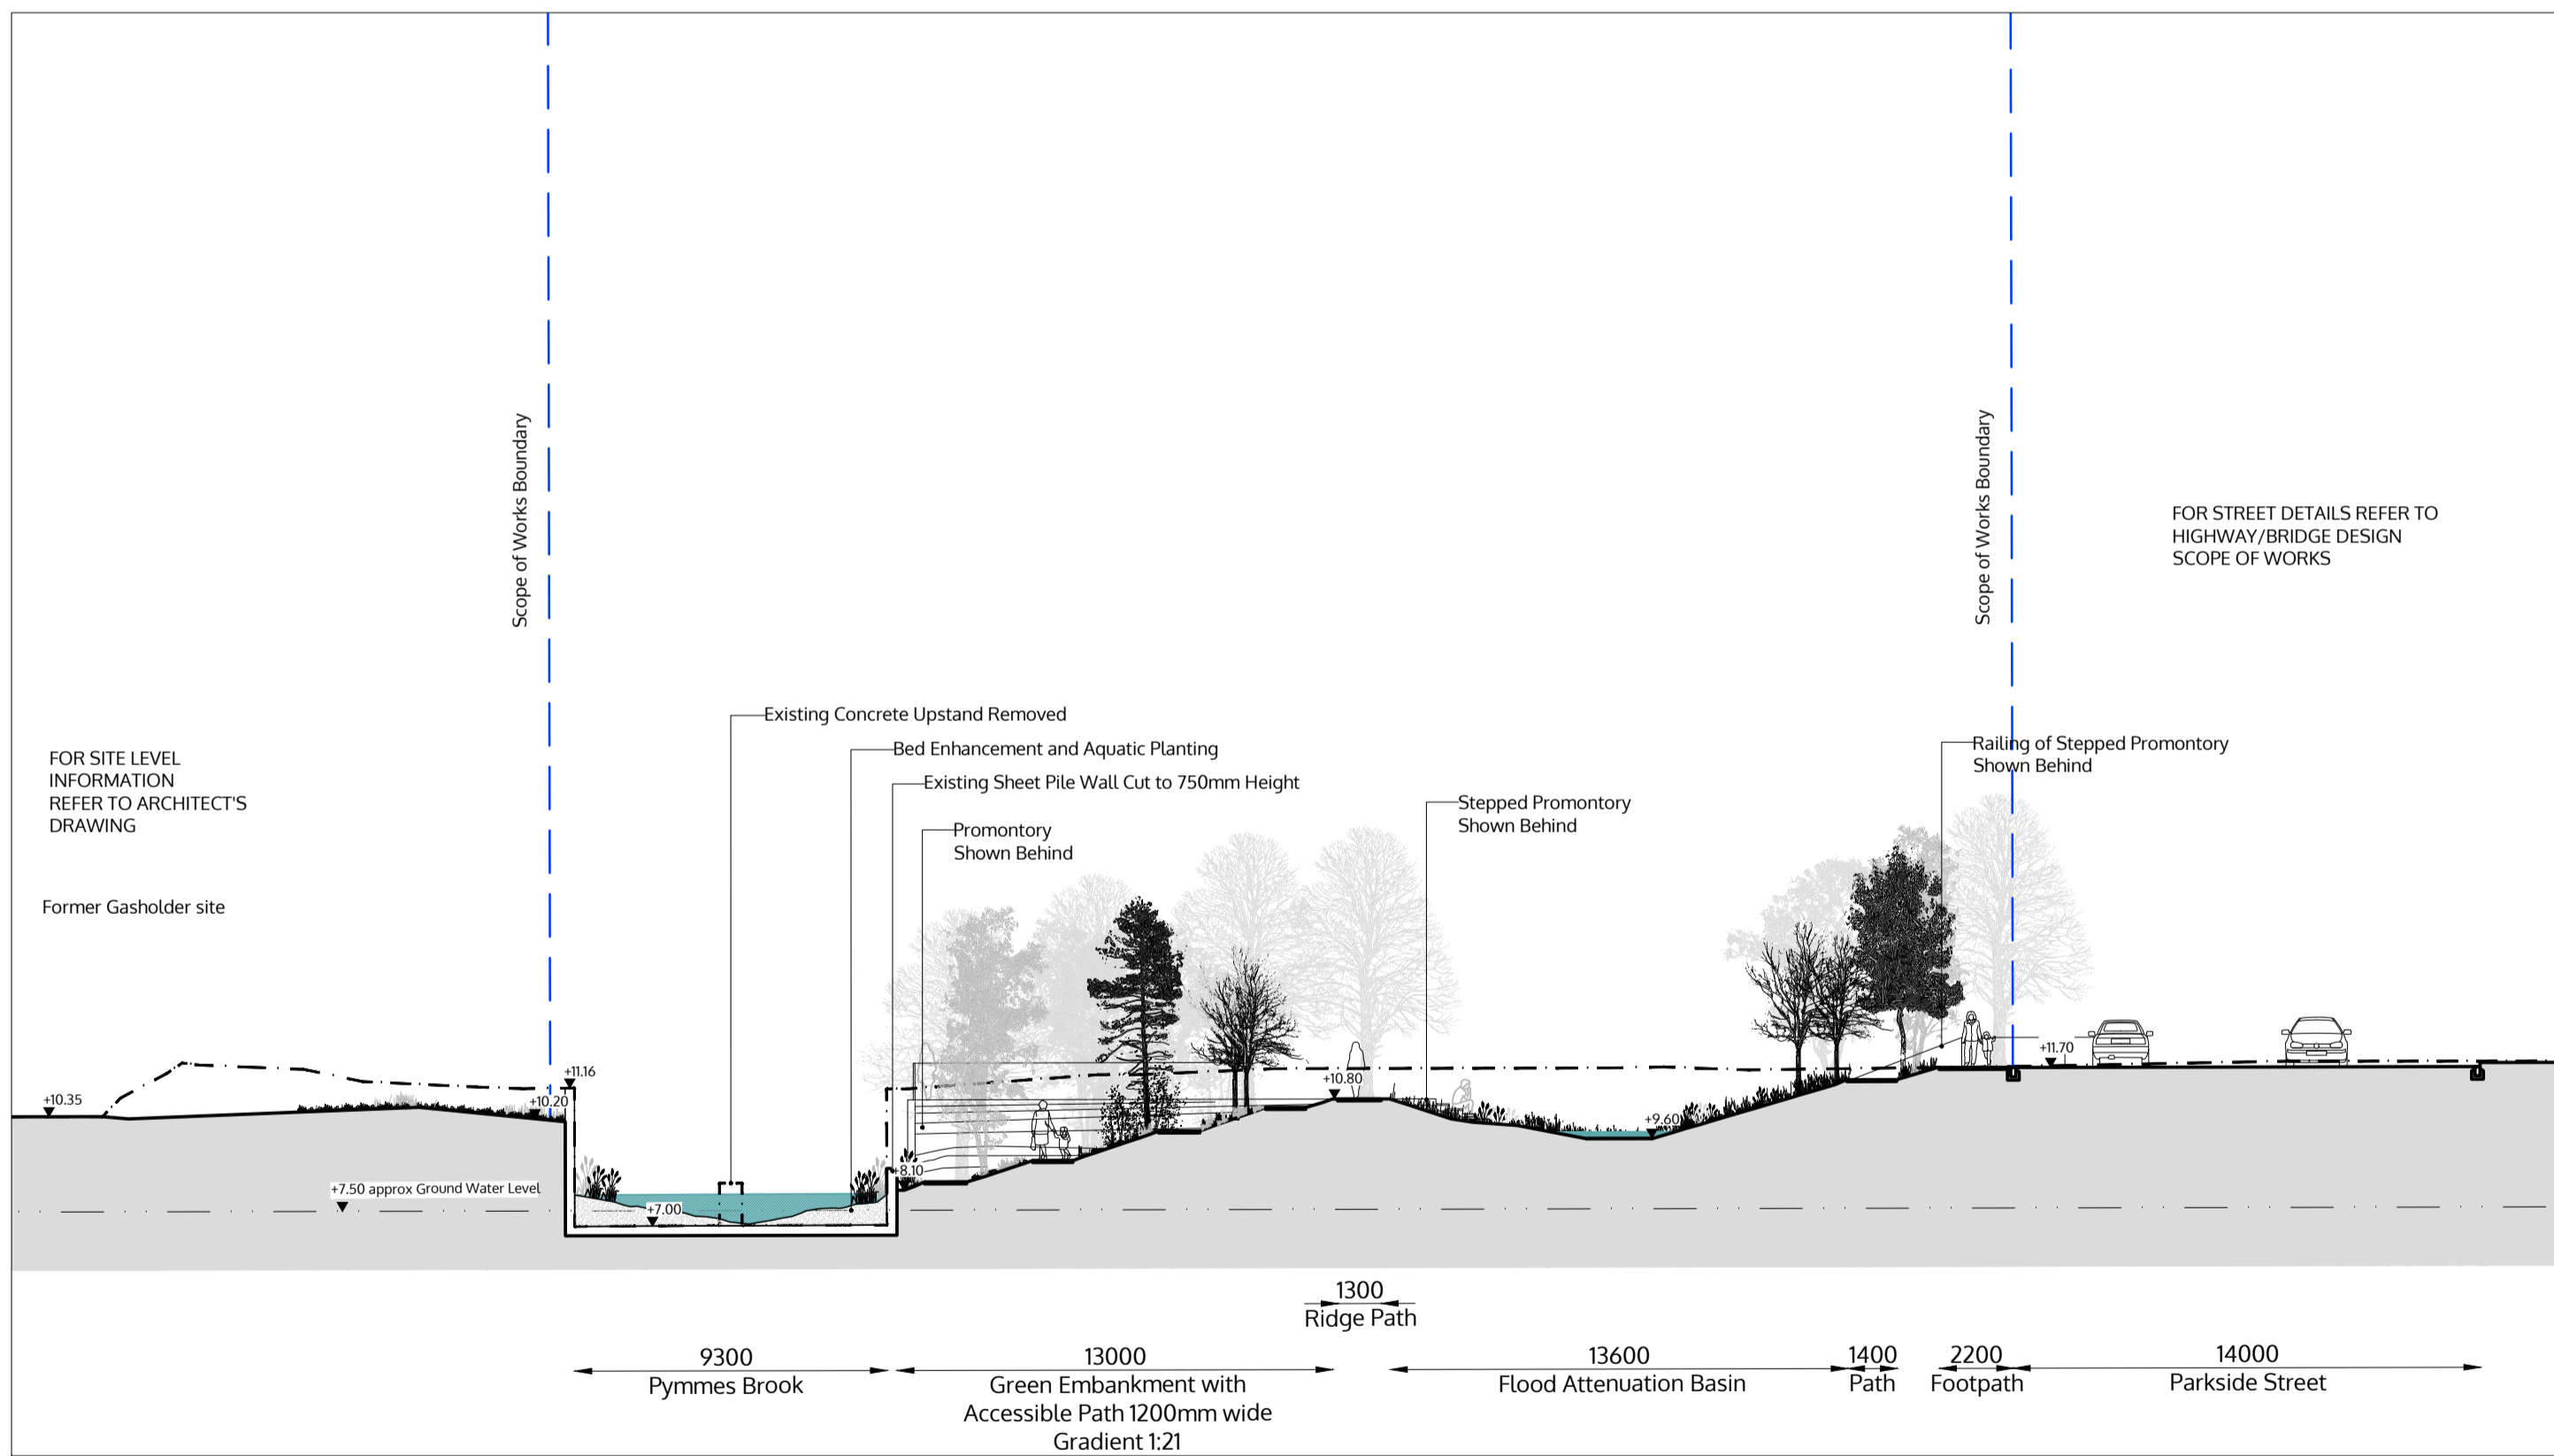 Scope of Works Boundary
Scope of Works Boundary
FOR STREET DETAILS REFER TO
HIGHWAY/BRIDGE DESIGN
SCOPE OF WORKS
Existing Concrete Upstand Removed
Bed Enhancement and Aquatic Planting
Existing Sheet Pile Wall Cut to 750mm Height
Promontory
Shown Behind
Stepped Promontory
Shown Behind
Railing of Stepped Promontory
Shown Behind
FOR SITE LEVEL
INFORMATION
REFER TO ARCHITECT'S
DRAWING
Former Gasholder site
+10.35
+10.20
+11.16
+10.80
+11.70
+9.60
+8.10
+7.50 approx Ground Water Level
+7.00
1300
Ridge Path
9300
Pymmes Brook
13000
Green Embankment with
Accessible Path 1200mm wide
Gradient 1:21
13600
Flood Attenuation Basin
1400
Path
2200
Footpath
14000
Parkside Street